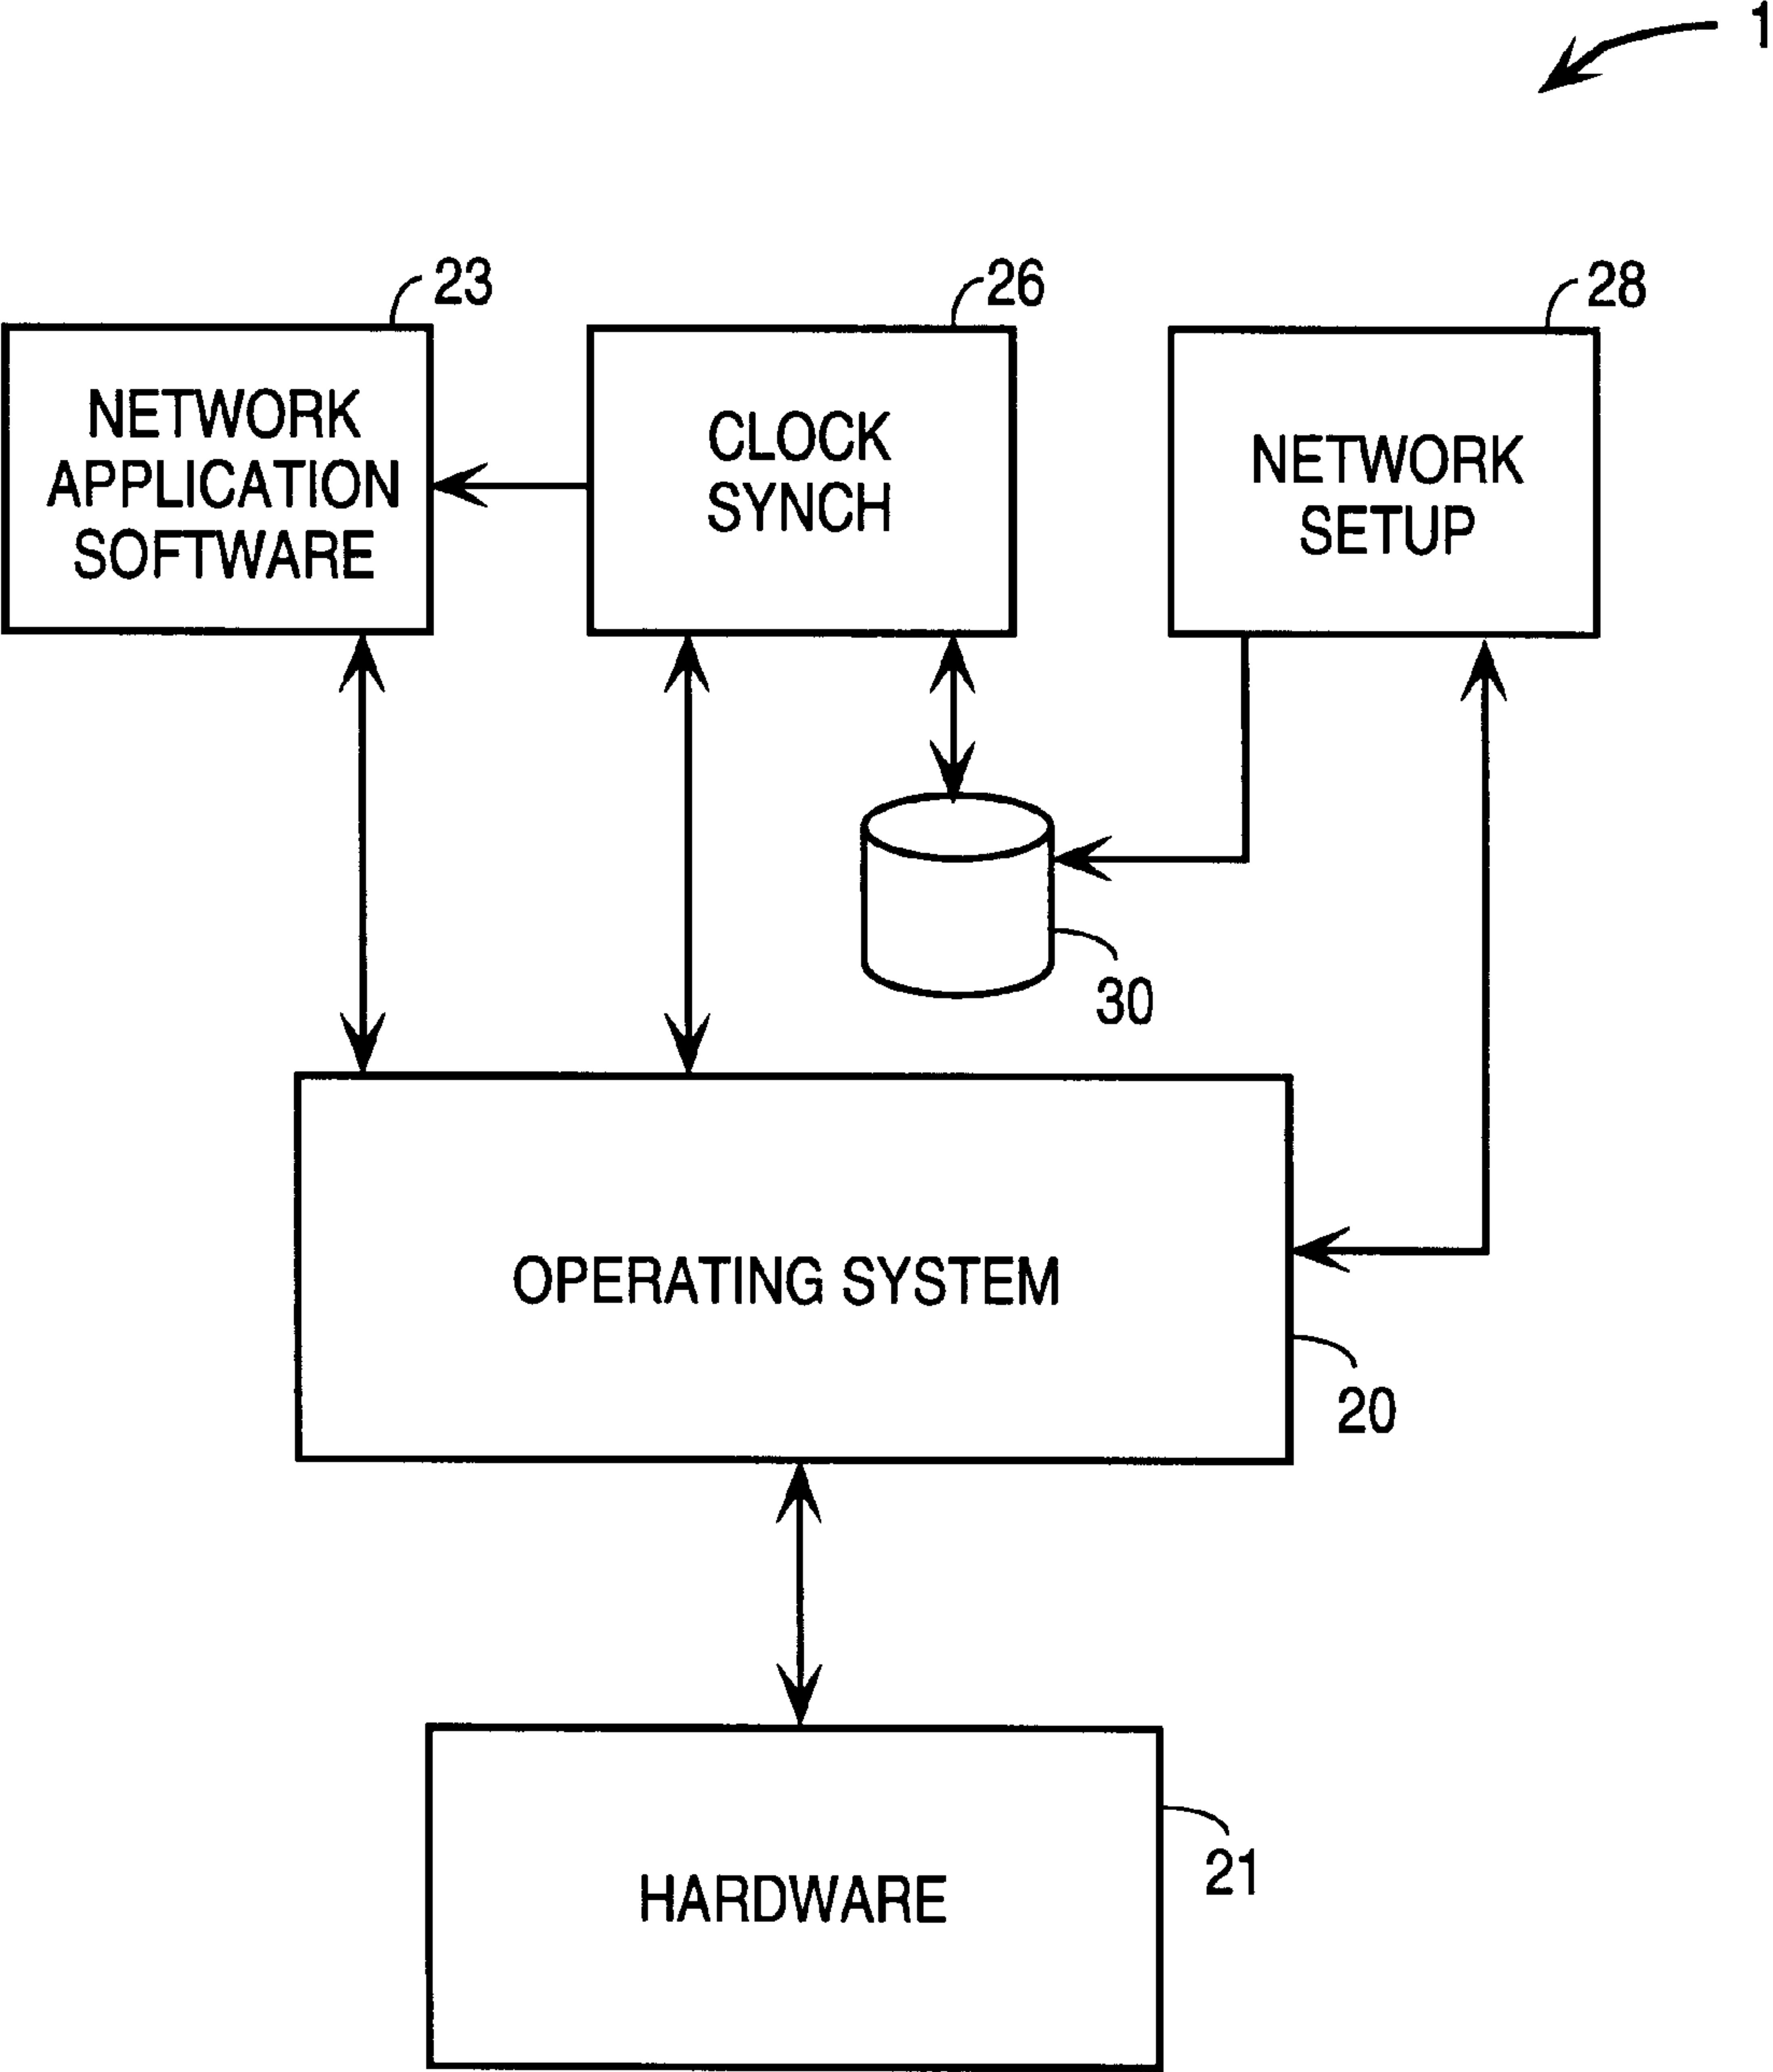 1
23
26
28
NETWORK
APPLICATION
SOFTWARE
CLOCK
SYNCH
NETWORK
SETUP
30
OPERATING SYSTEM
20
HARDWARE
21